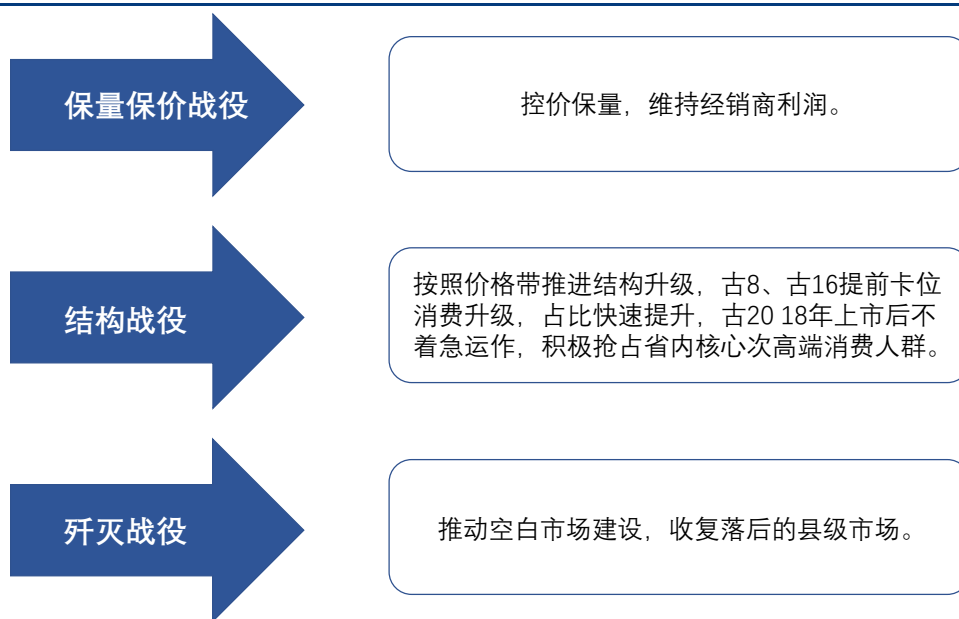 保量保价战役
控价保量，维持经销商利润。
结构战役
按照价格带推进结构升级，古8、古16提前卡位
消费升级，占比快速提升，古20 18年上市后不
着急运作，积极抢占省内核心次高端消费人群。
歼灭战役
推动空白市场建设，收复落后的县级市场。